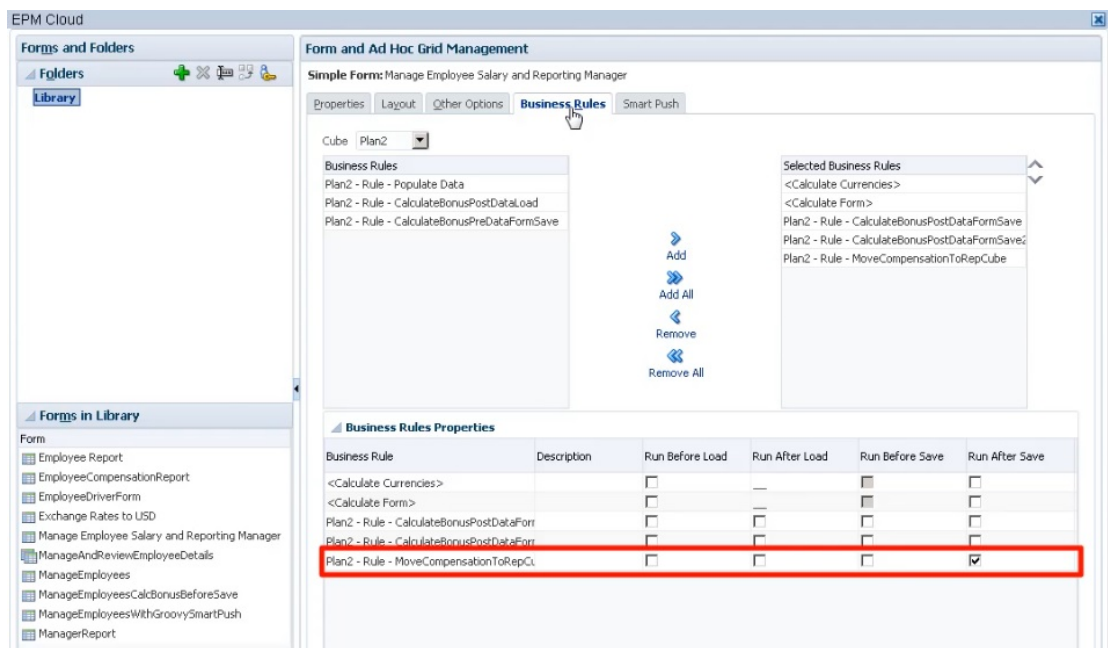 EPM Cloud
Forms and Folders
Folders
Library
Forms in Library
Form
Employee Report
EmployeeCompensationReport
EmployeeDriverForm
Exchange Rates to USD
Manage Employee Salary and Reporting Manager
ManageAndReviewEmployeeDetails
ManageEmployees
ManageEmployeesCalcBonusBeforeSave
ManageEmployeesWithGroovySmartPush
ManagerReport
Form and Ad Hoc Grid Management
Simple Form: Manage Employee Salary and Reporting Manager
Properties Layout Other Options Business Rules Smart Push
Cube Plan2
Business Rules
Plan2 - Rule - Populate Data
Plan2 - Rule - CalculateBonusPostDataLoad
Plan2 - Rule - CalculateBonusPreDataFormSave
Add
Add All
Remove
Remove All
Selected Business Rules
<Calculate Currencies>
<Calculate Form>
Plan2 - Rule - CalculateBonusPostDataFormSave
Plan2 - Rule - CalculateBonusPostDataFormSave2
Plan2 - Rule - MoveCompensationToRepCube
Business Rules Properties
Business Rule Description Run Before Load Run After Load Run Before Save Run After Save
<Calculate Currencies>
<Calculate Form>
Plan2 - Rule - CalculateBonusPostDataForr
Plan2 - Rule - CalculateBonusPostDataForr
Plan2 - Rule - MoveCompensationToRepCu